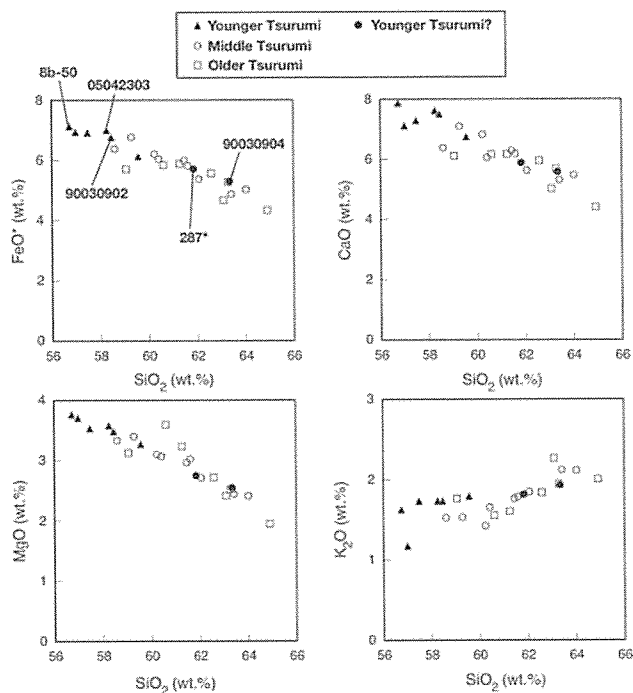 ▲ Younger Tsurumi ● Younger Tsurumi?
○ Middle Tsurumi
□ Older Tsurumi
8b-50
05042303
90030904
90030902
287*
8
6
4
2
0
FeO* (wt.%)
56 58 60 62 64 66
SiO₂ (wt.%)
8
6
4
2
0
CaO (wt.%)
56 58 60 62 64 66
SiO₂ (wt.%)
4
3
2
1
0
MgO (wt.%)
56 58 60 62 64 66
SiO₂ (wt.%)
3
2
1
0
K₂O (wt.%)
56 58 60 62 64 66
SiO₂ (wt.%)